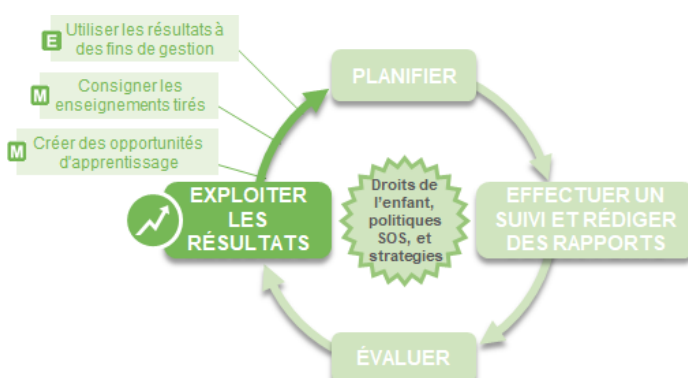 E
Utiliser les résultats à
des fins de gestion
M
Consigner les
enseignements tirés
M
Créer des opportunités
d'apprentissage
PLANIFIER
EXPLOITER
LES
RÉSULTATS
Droits de
l'enfant,
politiques
SOS, et
strategies
EFFECTUER UN
SUIVI ET RÉDIGER
DES RAPPORTS
ÉVALUER